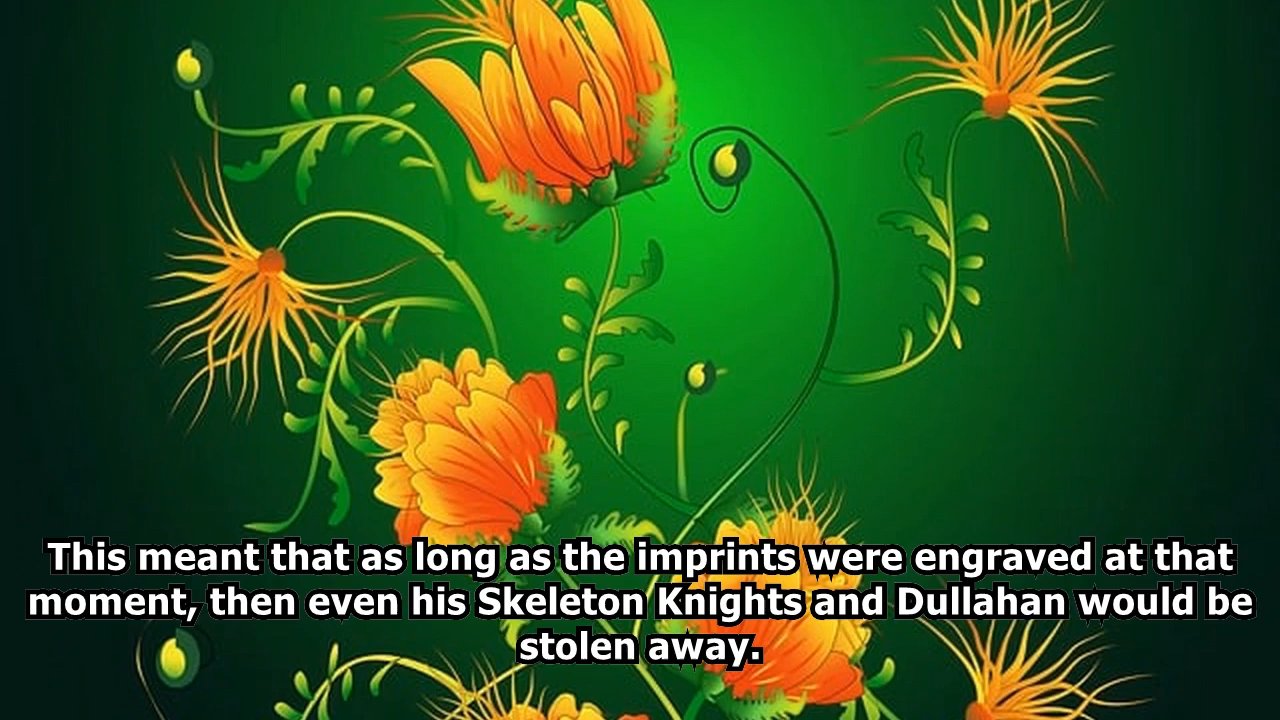 This meant that as long as the imprints were engraved at that
moment, then even his Skeleton Knights and Dullahan would be
stolen away.